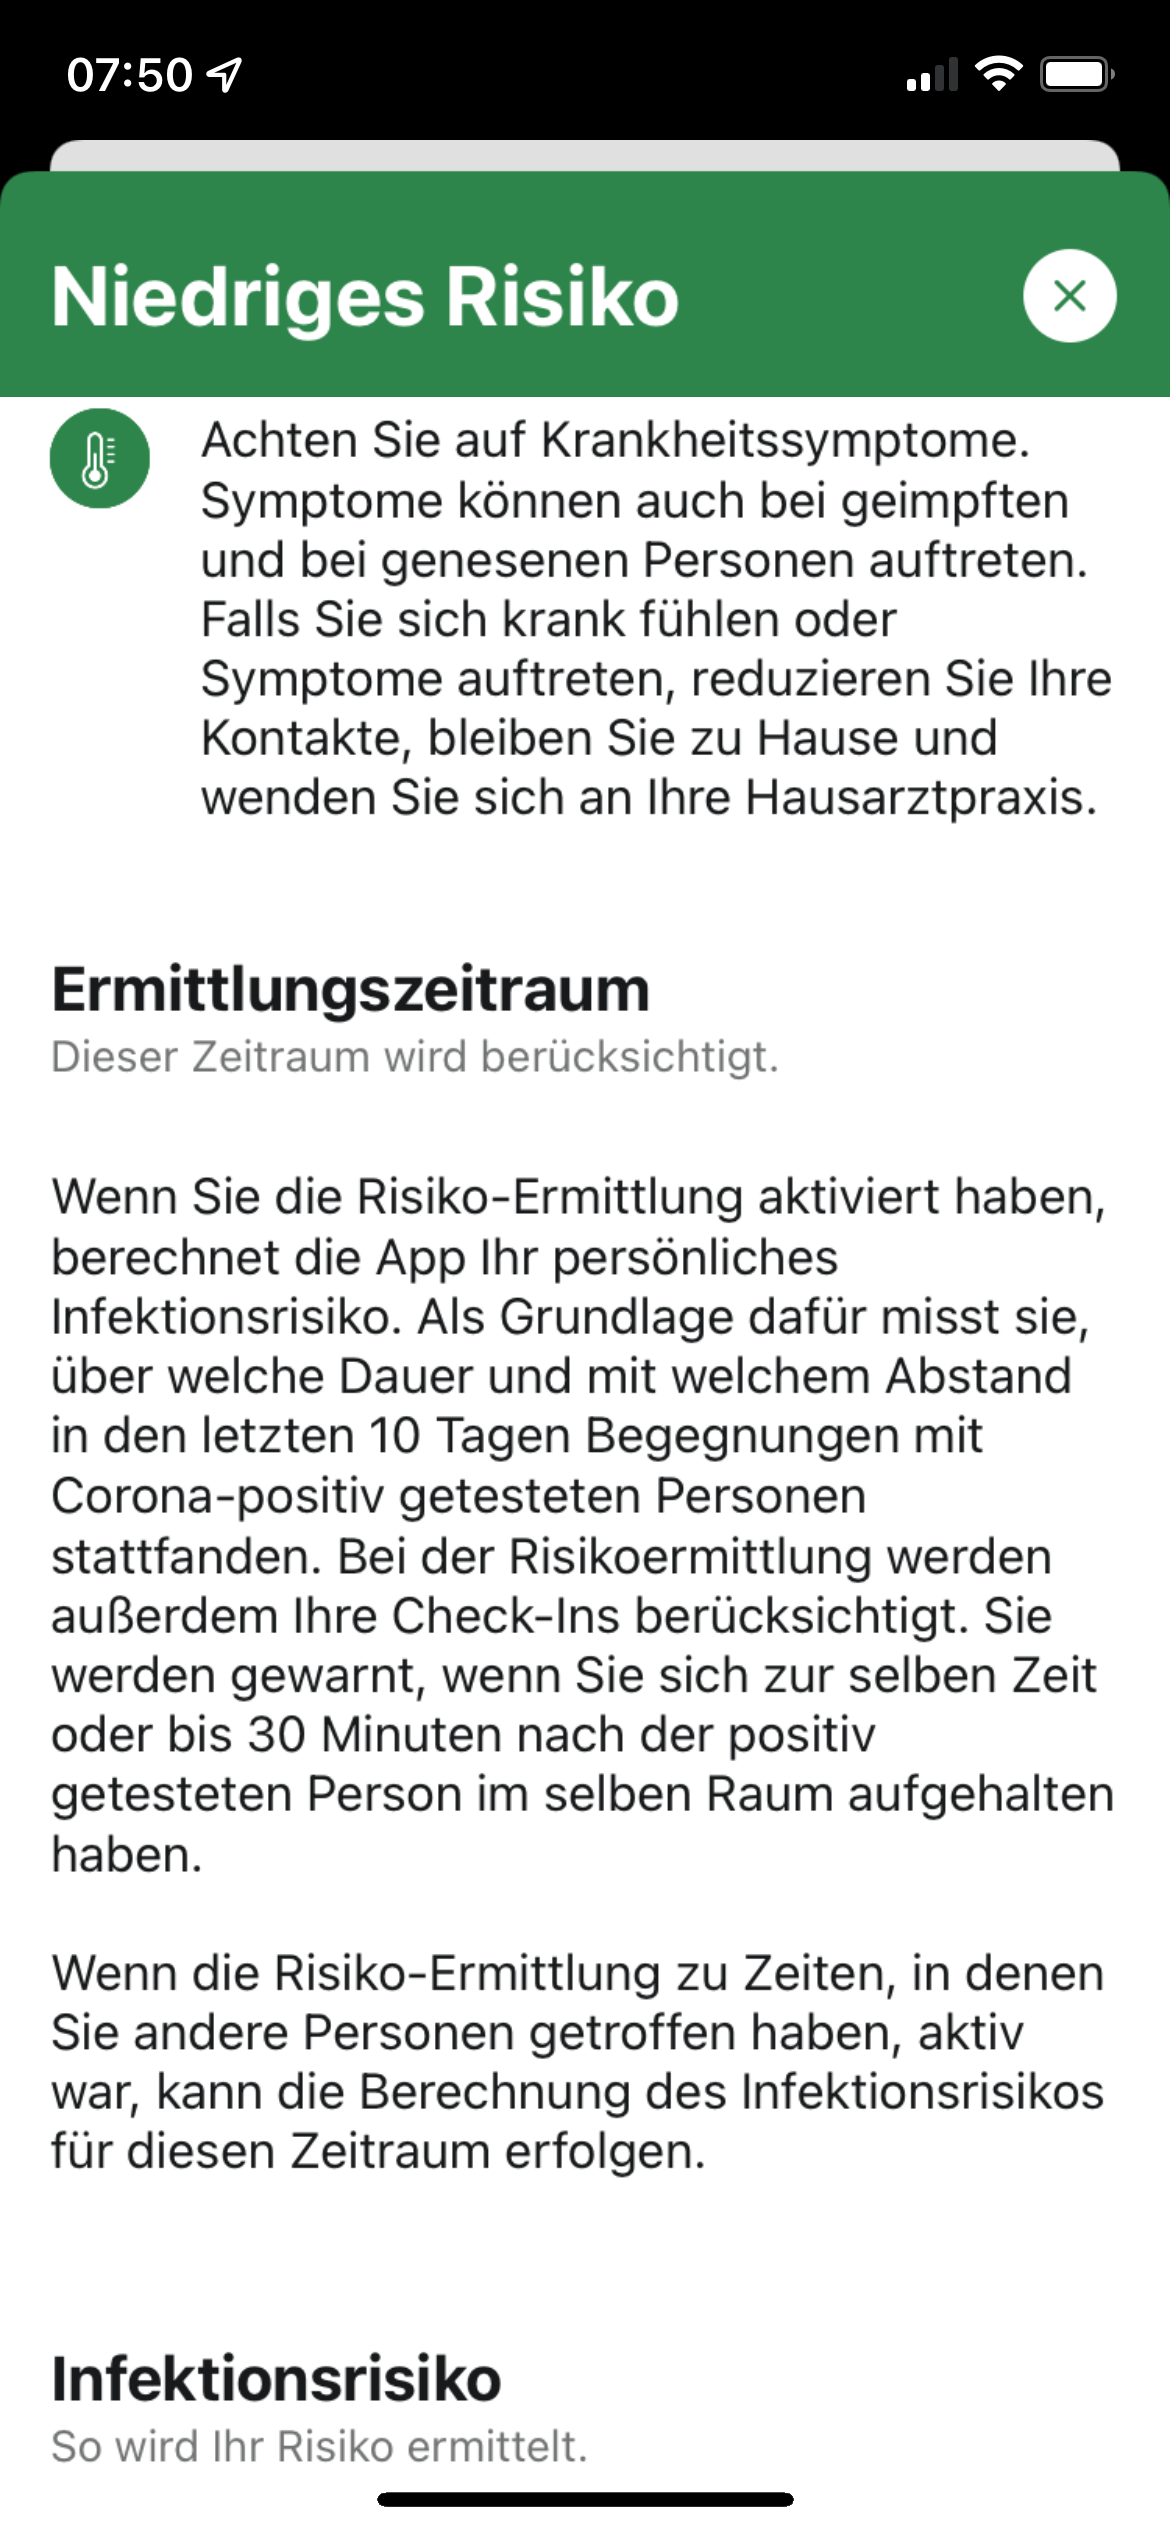 07:50
Niedriges Risiko
Achten Sie auf Krankheitssymptome.
Symptome können auch bei geimpften
und bei genesenen Personen auftreten.
Falls Sie sich krank fühlen oder
Symptome auftreten, reduzieren Sie Ihre
Kontakte, bleiben Sie zu Hause und
wenden Sie sich an Ihre Hausarztpraxis.
Ermittlungszeitraum
Dieser Zeitraum wird berücksichtigt.
Wenn Sie die Risiko-Ermittlung aktiviert haben,
berechnet die App Ihr persönliches
Infektionsrisiko. Als Grundlage dafür misst sie,
über welche Dauer und mit welchem Abstand
in den letzten 10 Tagen Begegnungen mit
Corona-positiv getesteten Personen
stattfanden. Bei der Risikoermittlung werden
außerdem Ihre Check-Ins berücksichtigt. Sie
werden gewarnt, wenn Sie sich zur selben Zeit
oder bis 30 Minuten nach der positiv
getesteten Person im selben Raum aufgehalten
haben.
Wenn die Risiko-Ermittlung zu Zeiten, in denen
Sie andere Personen getroffen haben, aktiv
war, kann die Berechnung des Infektionsrisikos
für diesen Zeitraum erfolgen.
Infektionsrisiko
So wird Ihr Risiko ermittelt.